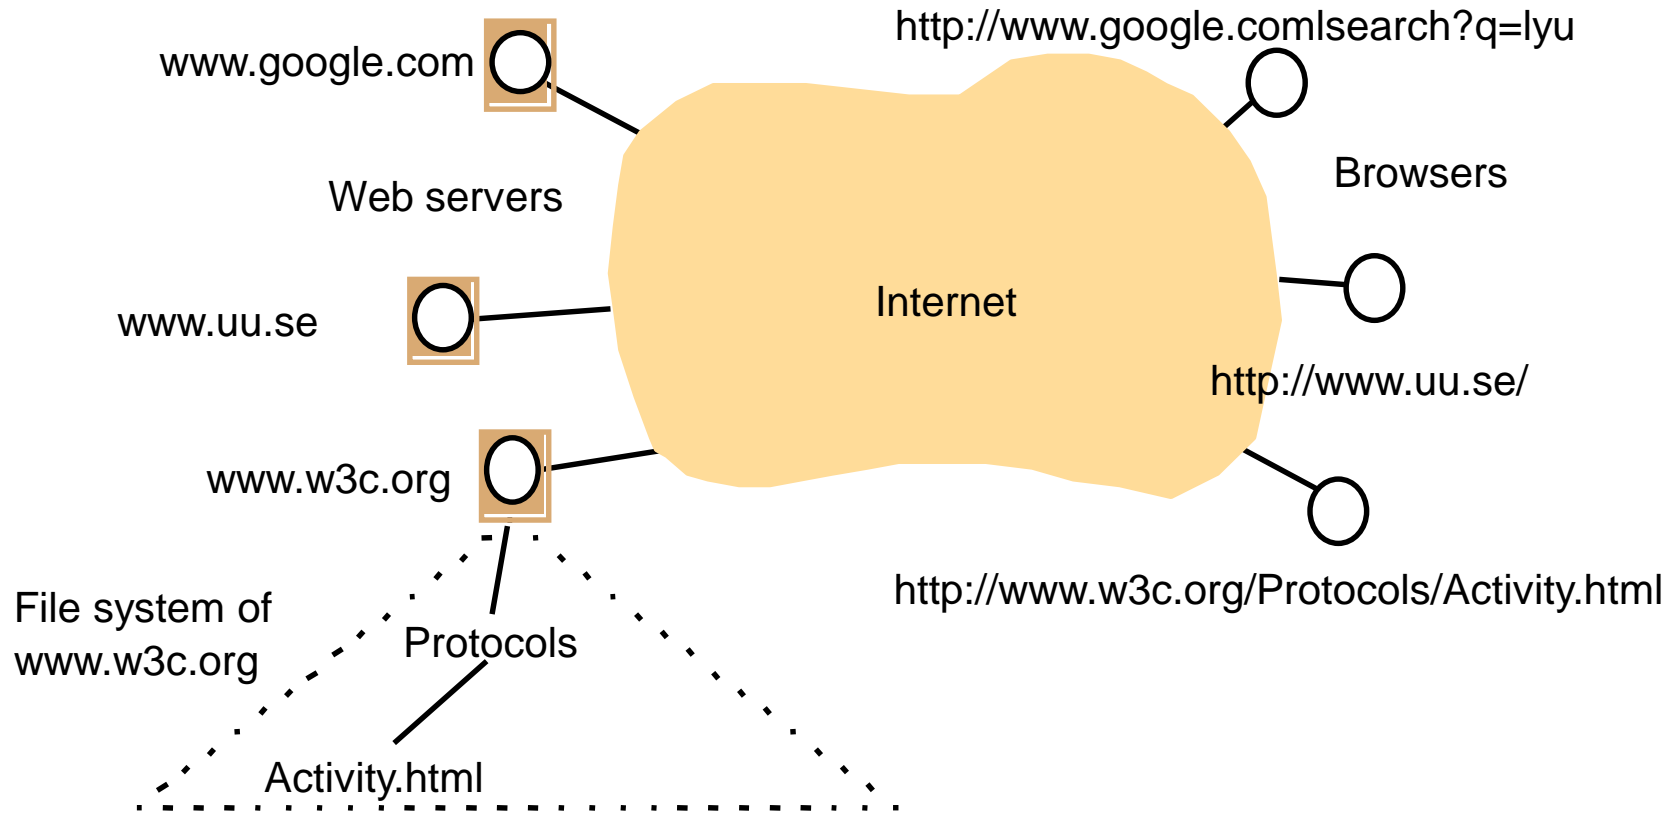 http://www.google.comlsearch?q=lyu
www.google.com
Browsers
Web servers
Internet
www.uu.se
http://www.uu.se/
www.w3c.org
http://www.w3c.org/Protocols/Activity.html
File system of
www.w3c.org
Protocols
Activity.html